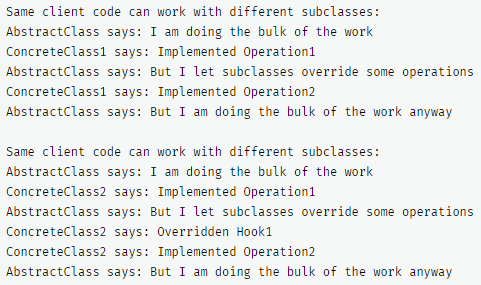 Same client code can work with different subclasses:
AbstractClass says: I am doing the bulk of the work
ConcreteClass1 says: Implemented Operation1
AbstractClass says: But I let subclasses override some operations
ConcreteClass1 says: Implemented Operation2
AbstractClass says: But I am doing the bulk of the work anyway

Same client code can work with different subclasses:
AbstractClass says: I am doing the bulk of the work
ConcreteClass2 says: Implemented Operation1
AbstractClass says: But I let subclasses override some operations
ConcreteClass2 says: Overridden Hook1
ConcreteClass2 says: Implemented Operation2
AbstractClass says: But I am doing the bulk of the work anyway